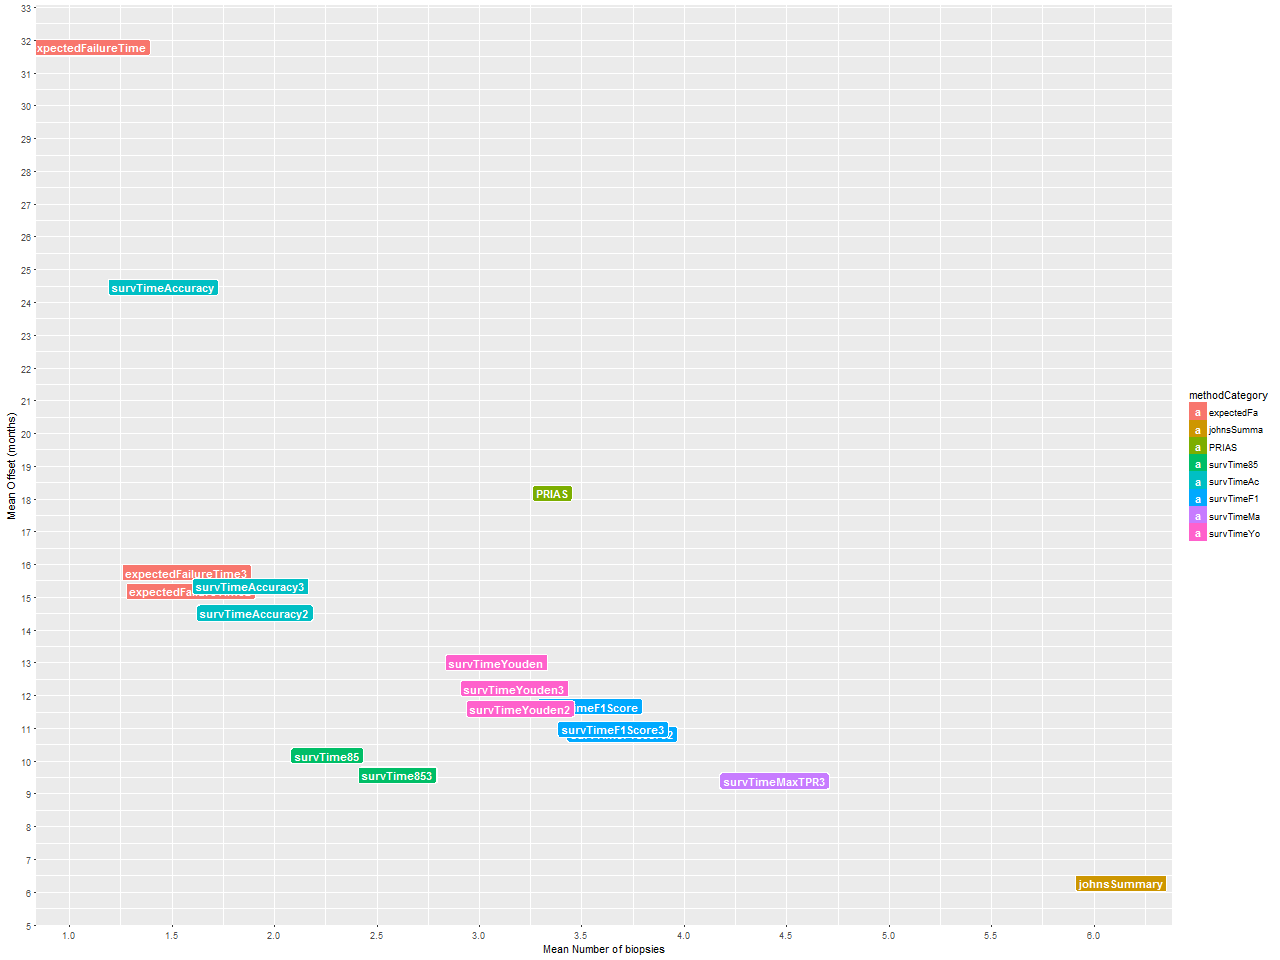 33
32
31
30
29
28
27
26
25
24
23
22
21
20
19
18
17
16
15
14
13
12
11
10
9
8
7
6
5
Mean Offset (months)
xpectedFailureTime
survTimeAccuracy
PRIAS
expectedFailureTime3
survTimeAccuracy3
survTimeAccuracy2
survTimeYouden
survTimeYouden3
survTimeYouden2
imeF1Score
survTimeF1Score3
survTime85
survTime853
survTimeMaxTPR3
johnsSummary
1.0 1.5 2.0 2.5 3.0 3.5 4.0 4.5 5.0 5.5 6.0
Mean Number of biopsies
methodCategory
a expectedFa
a johnsSumma
a PRIAS
a survTime85
a survTimeAc
a survTimeF1
a survTimeMa
a survTimeYo